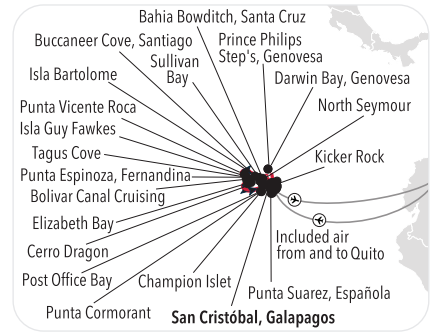 Bahia Bowditch, Santa Cruz
Buccaneer Cove, Santiago
Prince Philips
Step's, Genovesa
Sullivan
Bay
Isla Bartolome
Darwin Bay, Genovesa
Punta Vicente Roca
North Seymour
Isla Guy Fawkes
Tagus Cove
Kicker Rock
Punta Espinoza, Fernandina
Bolivar Canal Cruising
Elizabeth Bay
Cerro Dragon
Included air
from and to Quito
Post Office Bay
Champion Islet
Punta Suarez, Española
Punta Cormorant
San Cristóbal, Galapagos